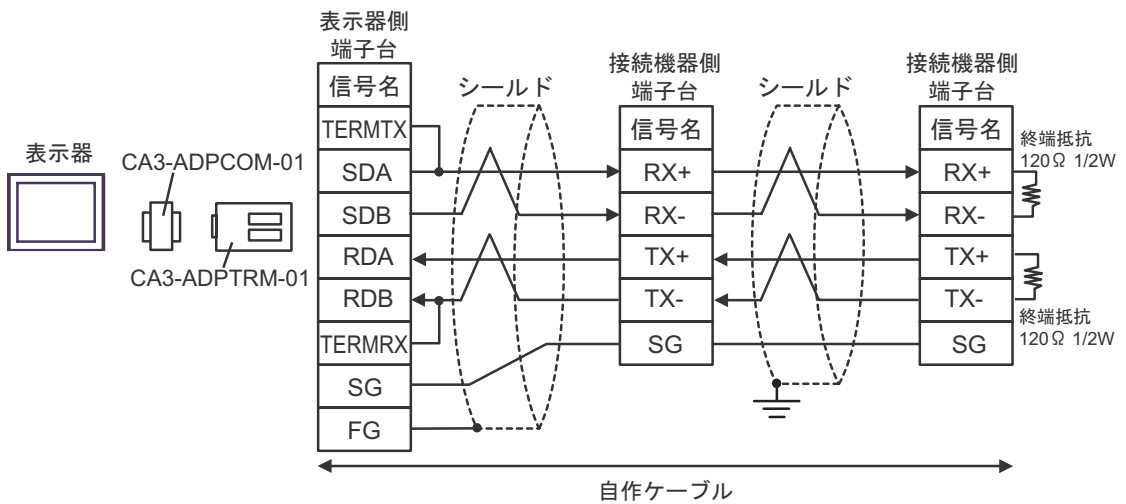 表示器
CA3-ADPCOM-01
CA3-ADPTRM-01
表示器側
端子台
信号名
TERMTX
SDA
SDB
RDA
RDB
TERMRX
SG
FG
シールド
接続機器側
端子台
信号名
RX+
RX-
TX+
TX-
SG
シールド
接続機器側
端子台
信号名
RX+
RX-
TX+
TX-
SG
終端抵抗
120Ω 1/2W
終端抵抗
120Ω 1/2W
自作ケーブル